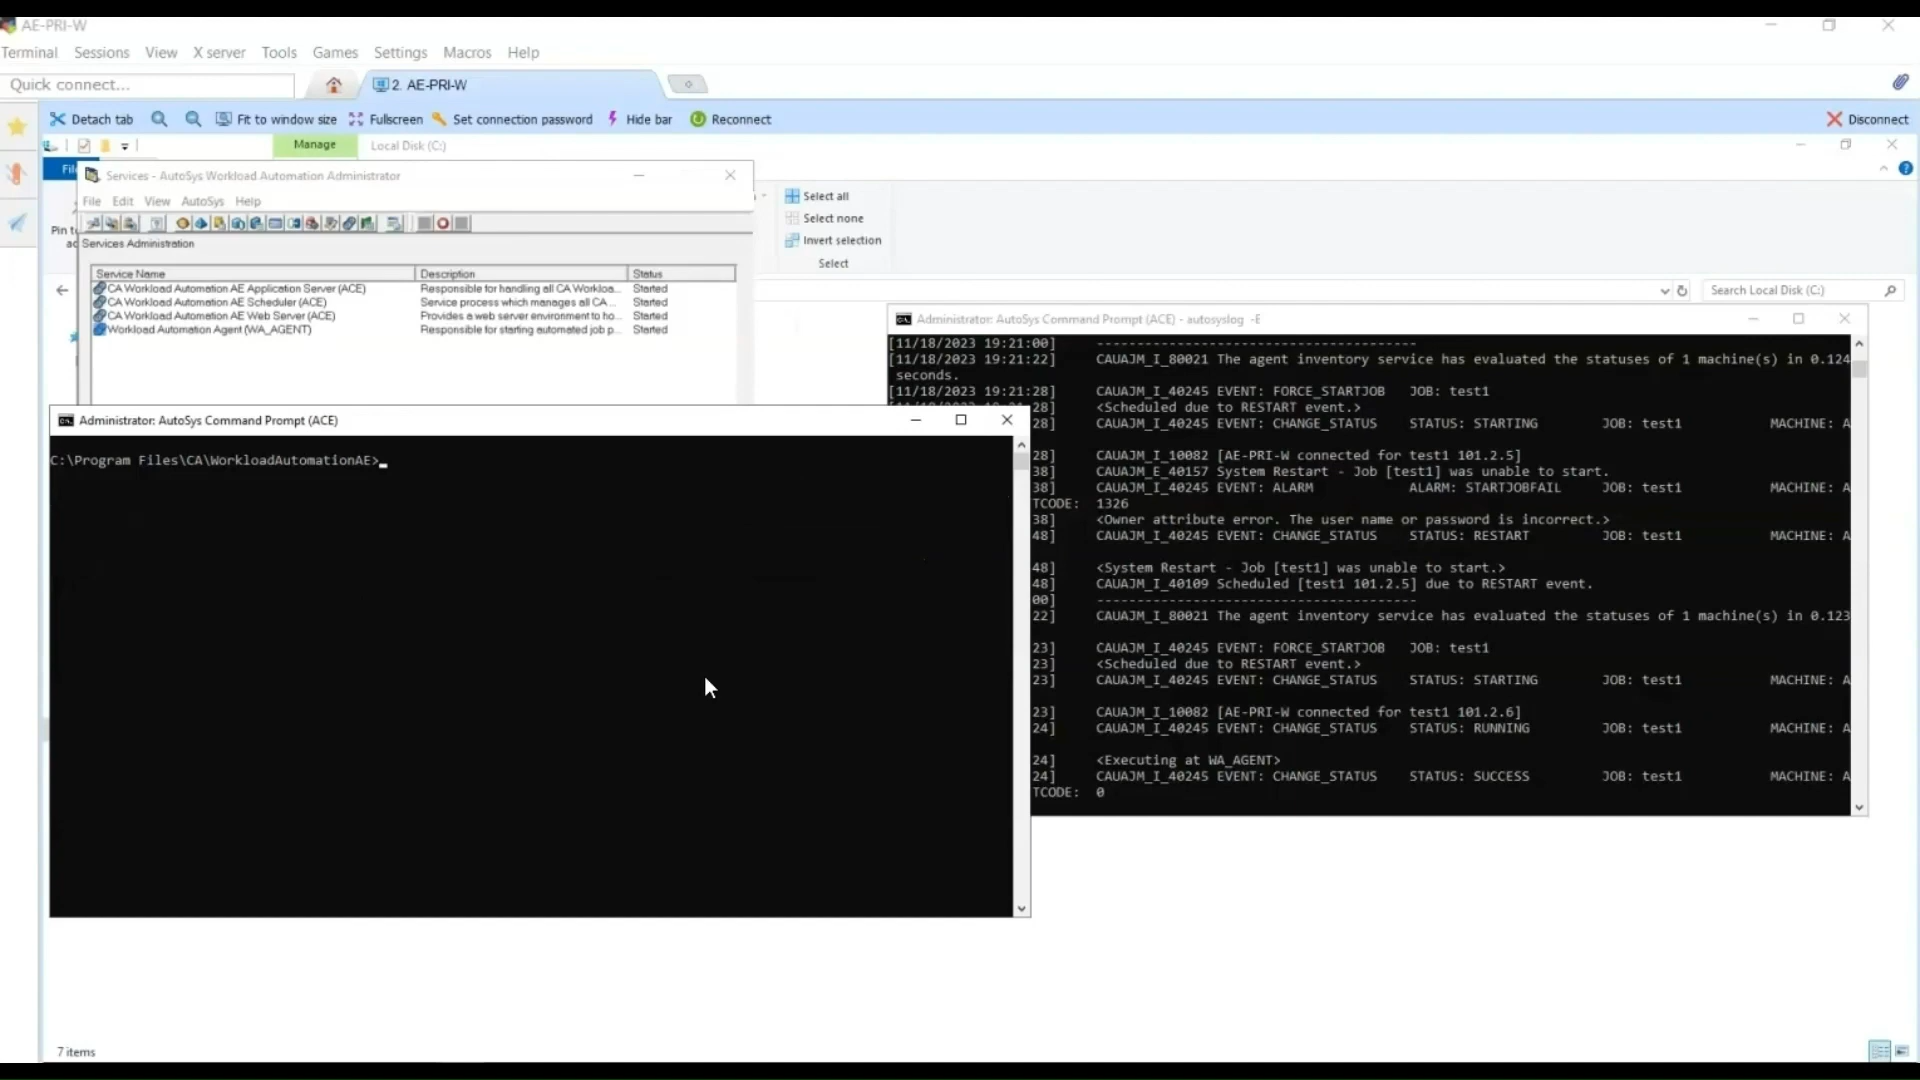 AE-PRI-W
Terminal Sessions View X server Tools Games Settings Macros Help
Quick connect...
2. AE-PRI-W
Detach tab Fit to window size Fullscreen Set connection password Hide bar Reconnect Disconnect
Manage Local Disk (C:)
Services - AutoSys Workload Automation Administrator
File Edit View AutoSys Help
Services Administration
Service Name Description Status
CA Workload Automation AE Application Server (ACE) Responsible for handling all CA Workloa... Started
CA Workload Automation AE Scheduler (ACE) Service process which manages all CA ... Started
CA Workload Automation AE Web Server (ACE) Provides a web server environment to ho... Started
Workload Automation Agent (WA_AGENT) Responsible for starting automated job p... Started
Select all
Select none
Invert selection
Select
Search Local Disk (C:)
Administrator: AutoSys Command Prompt (ACE) - autosyslog -E
[11/18/2023 19:21:00] ----------------------------------------
[11/18/2023 19:21:22] CAUAJM_I_80021 The agent inventory service has evaluated the statuses of 1 machine(s) in 0.124
seconds.
[11/18/2023 19:21:28] CAUAJM_I_40245 EVENT: FORCE_STARTJOB JOB: test1
28] <Scheduled due to RESTART event.>
28] CAUAJM_I_40245 EVENT: CHANGE_STATUS STATUS: STARTING JOB: test1 MACHINE: A
28] CAUAJM_I_10082 [AE-PRI-W connected for test1 101.2.5]
38] CAUAJM_E_40157 System Restart - Job [test1] was unable to start.
38] CAUAJM_I_40245 EVENT: ALARM ALARM: STARTJOBFAIL JOB: test1 MACHINE: A
TCODE: 1326
38] <Owner attribute error. The user name or password is incorrect.>
48] CAUAJM_I_40245 EVENT: CHANGE_STATUS STATUS: RESTART JOB: test1 MACHINE: A
48] <System Restart - Job [test1] was unable to start.>
48] CAUAJM_I_40109 Scheduled [test1 101.2.5] due to RESTART event.
00] ----------------------------------------
22] CAUAJM_I_80021 The agent inventory service has evaluated the statuses of 1 machine(s) in 0.123
23] CAUAJM_I_40245 EVENT: FORCE_STARTJOB JOB: test1
23] <Scheduled due to RESTART event.>
23] CAUAJM_I_40245 EVENT: CHANGE_STATUS STATUS: STARTING JOB: test1 MACHINE: A
23] CAUAJM_I_10082 [AE-PRI-W connected for test1 101.2.6]
24] CAUAJM_I_40245 EVENT: CHANGE_STATUS STATUS: RUNNING JOB: test1 MACHINE: A
24] <Executing at WA_AGENT>
24] CAUAJM_I_40245 EVENT: CHANGE_STATUS STATUS: SUCCESS JOB: test1 MACHINE: A
TCODE: 0
Administrator: AutoSys Command Prompt (ACE)
C:\Program Files\CA\WorkloadAutomationAE>_
7 items